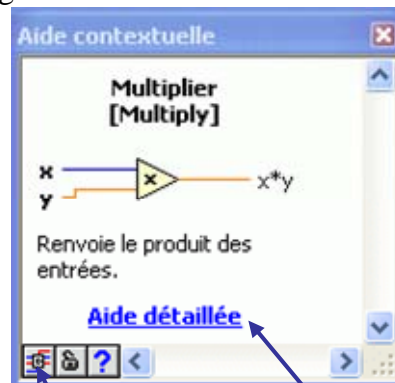 Aide contextuelle
Multiplier
[Multiply]
x
x
x*y
y
Renvoie le produit des
entrées.
Aide détaillée
?